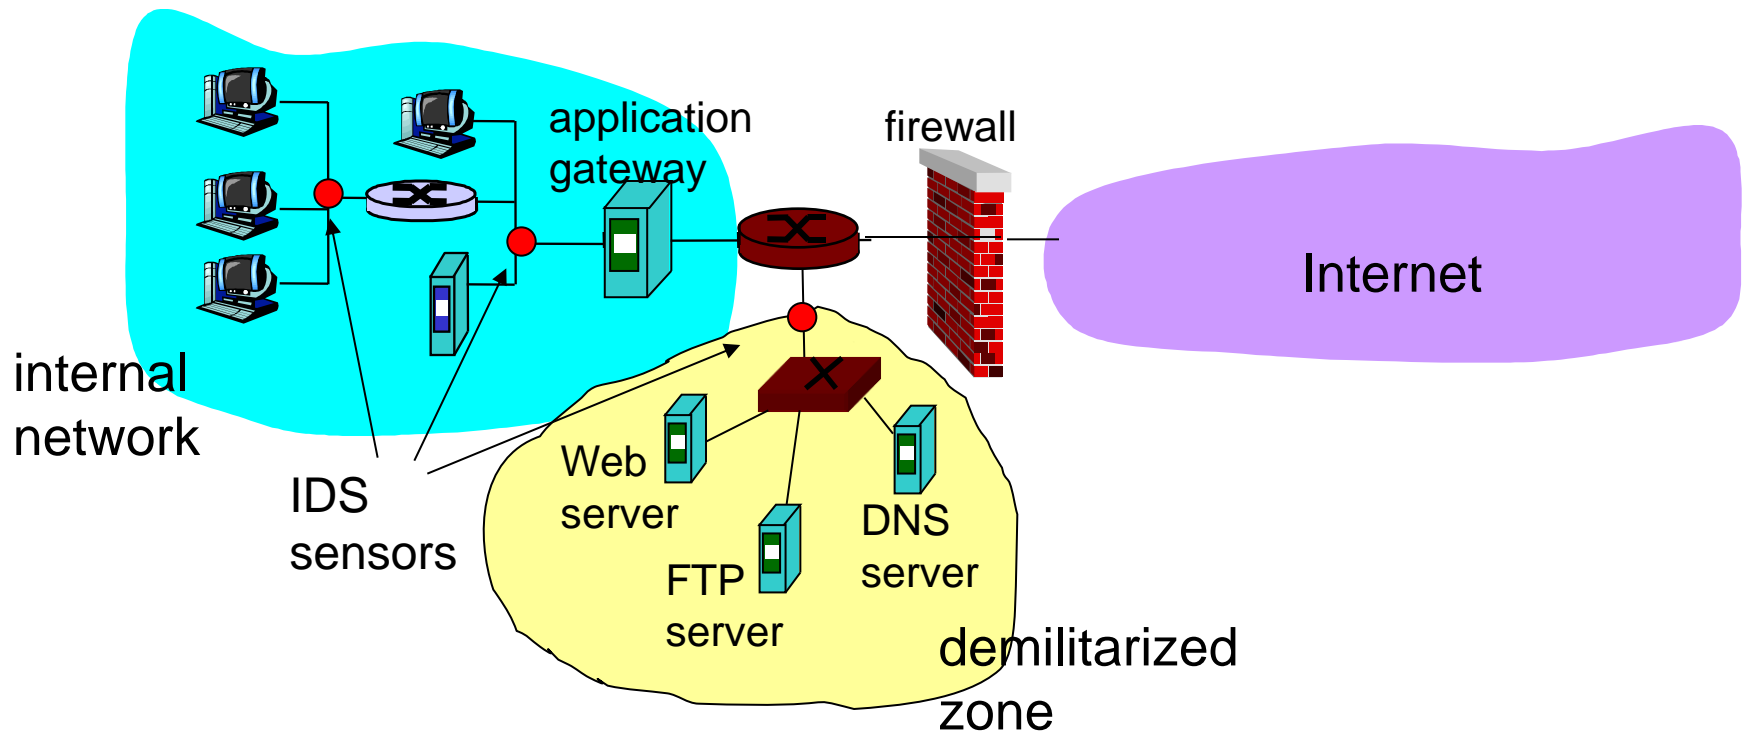 application
gateway
firewall
Internet
internal
network
IDS
sensors
Web
server
FTP
server
DNS
server
demilitarized
zone